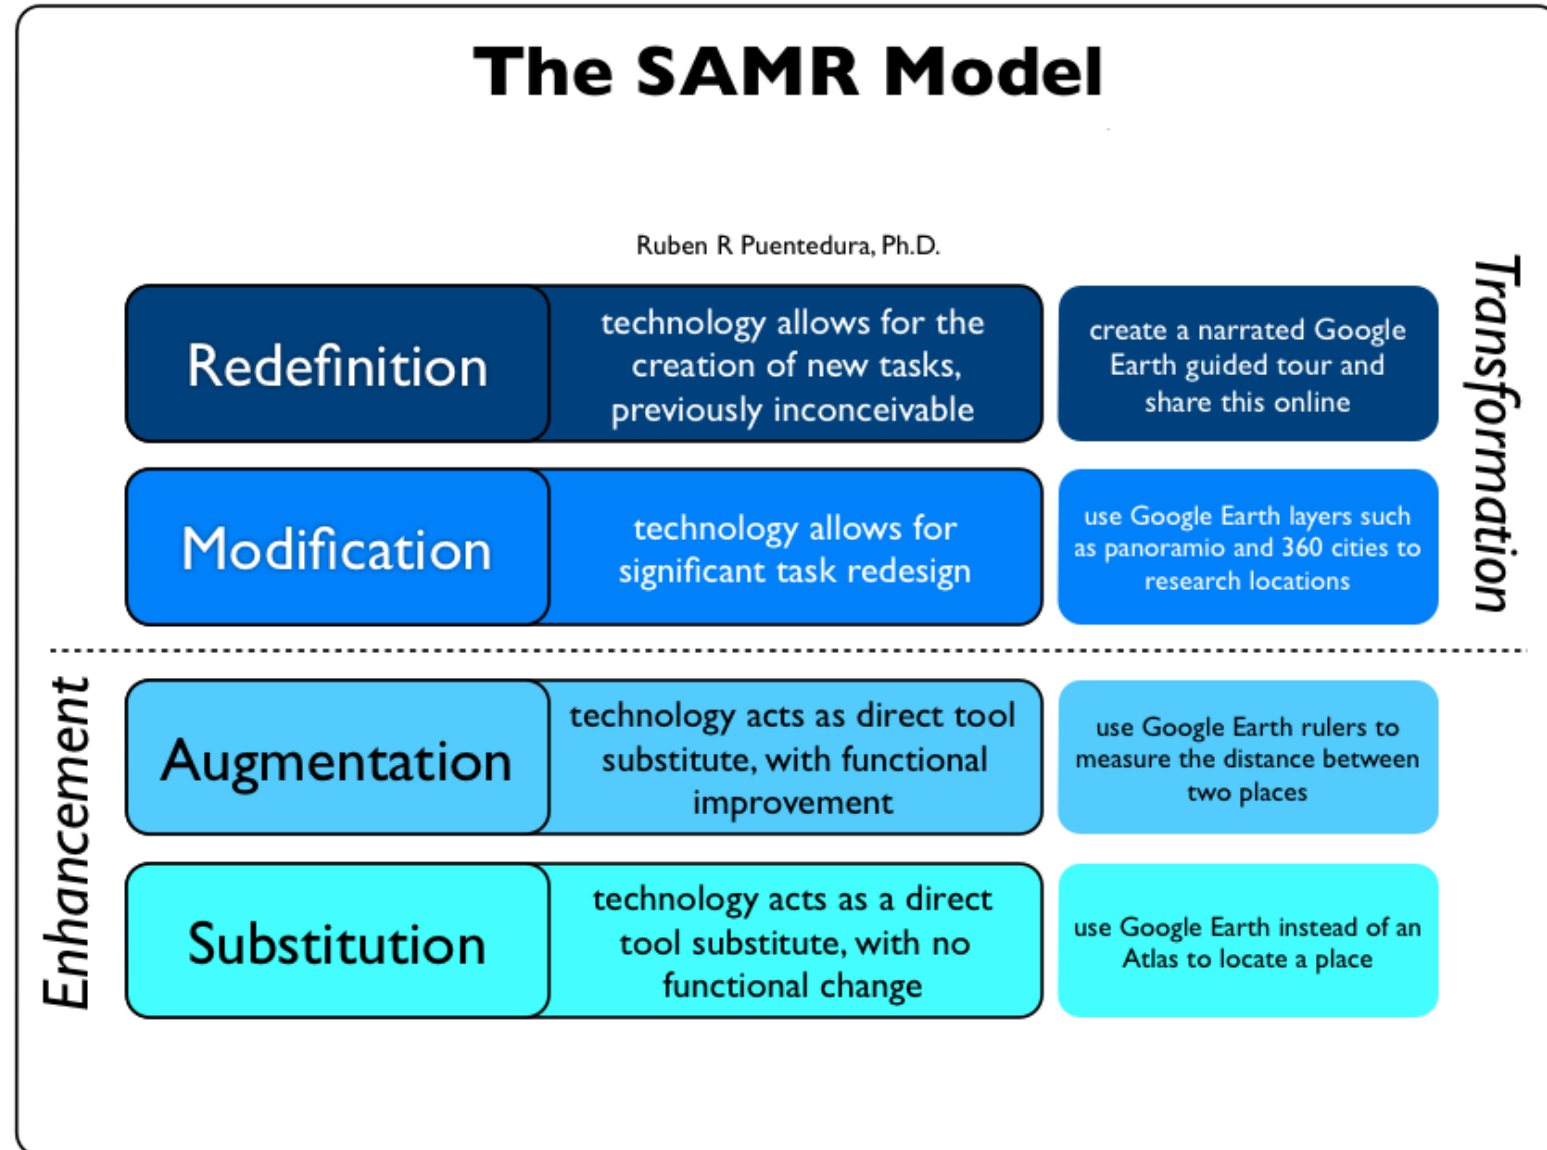 The SAMR Model
Ruben R Puentedura, Ph.D.
Transformation
Redefinition
technology allows for the
creation of new tasks,
previously inconceivable
create a narrated Google
Earth guided tour and
share this online
Modification
technology allows for
significant task redesign
use Google Earth layers such
as panoramio and 360 cities to
research locations
Enhancement
Augmentation
technology acts as direct tool
substitute, with functional
improvement
use Google Earth rulers to
measure the distance between
two places
Substitution
technology acts as a direct
tool substitute, with no
functional change
use Google Earth instead of an
Atlas to locate a place